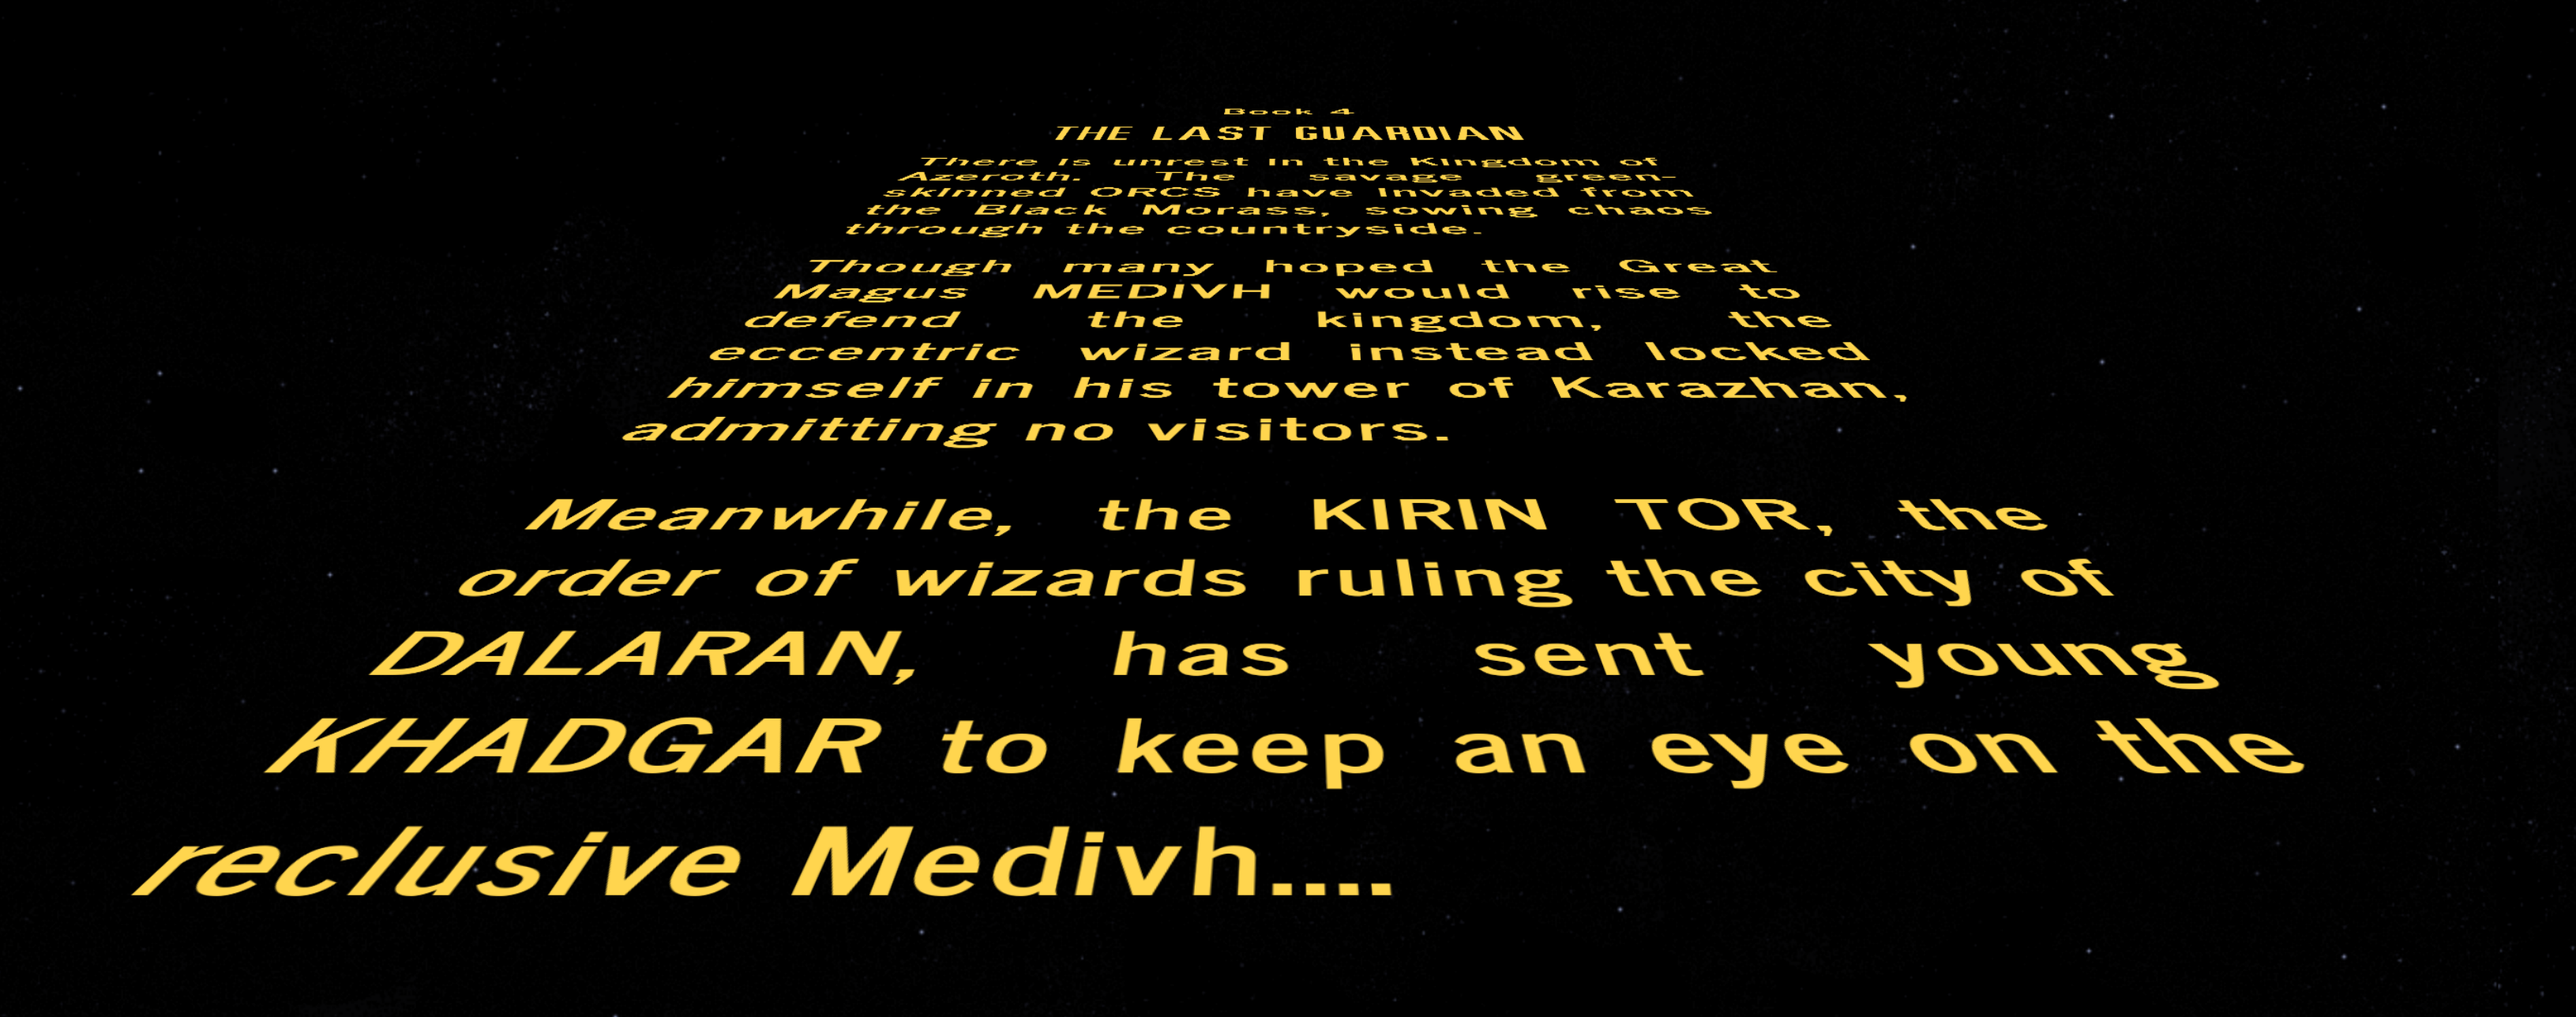 Book 4
THE LAST GUARDIAN
There is unrest in the Kingdom of
Azeroth. The savage green-
skinned ORCS have invaded from
the Black Morass, sowing chaos
through the countryside.
Though many hoped the Great
Magus MEDIVH would rise to
defend the kingdom, the
eccentric wizard instead locked
himself in his tower of Karazhan,
admitting no visitors.
Meanwhile, the KIRIN TOR, the
order of wizards ruling the city of
DALARAN, has sent young
KHADGAR to keep an eye on the
reclusive Medivh....